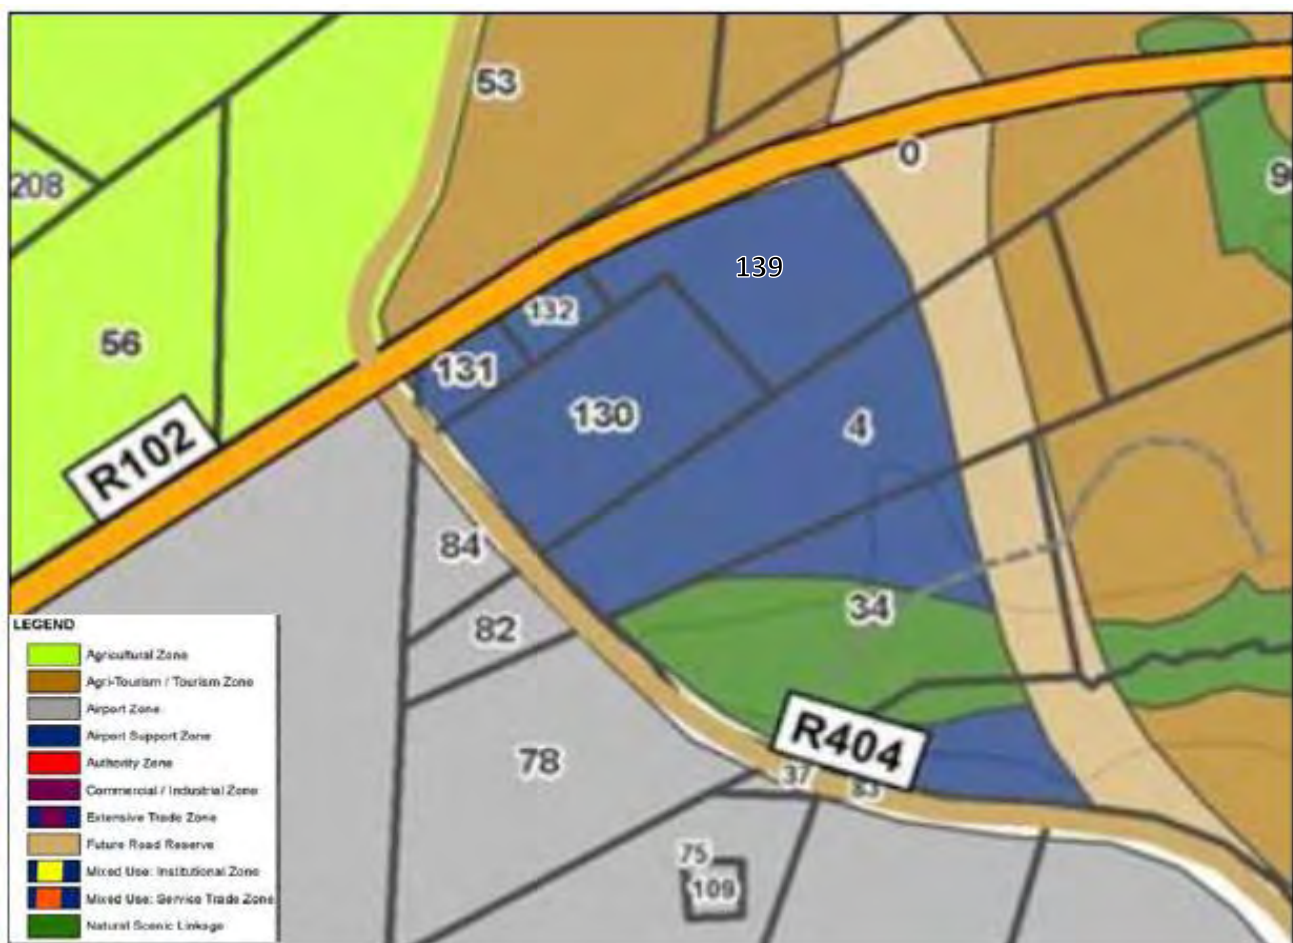 53
0
208
9
139
132
56
131
130
4
R102
84
34
82
R404
78
37
83
75
109
LEGEND
Agricultural Zone
Agri-Tourism / Tourism Zone
Airport Zone
Airport Support Zone
Authority Zone
Commercial / Industrial Zone
Extensive Trade Zone
Future Road Reserve
Mixed Use: Institutional Zone
Mixed Use: Service Trade Zone
Natural Scenic Linkage